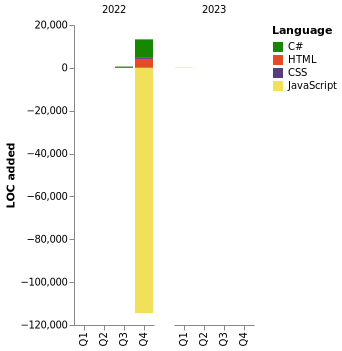 2022
2023
20,000
0
−20,000
−40,000
−60,000
−80,000
−100,000
−120,000
LOC added
Q1
Q2
Q3
Q4
Q1
Q2
Q3
Q4
Language
C#
HTML
CSS
JavaScript